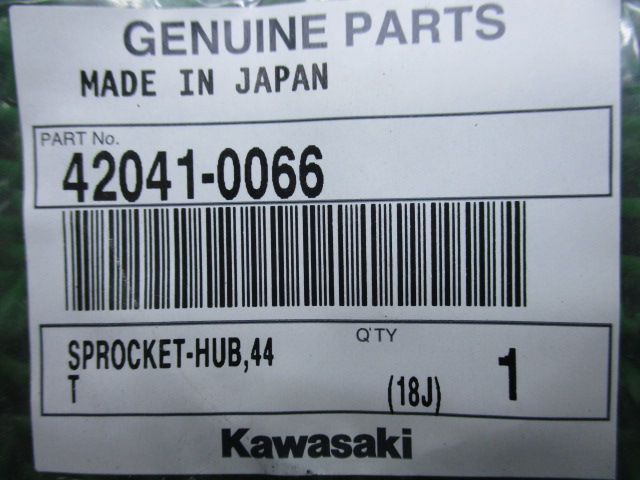 GENUINE PARTS
MADE IN JAPAN
PART No.
42041-0066
SPROCKET-HUB,44
T
Q'TY
(18J)
1
Kawasaki